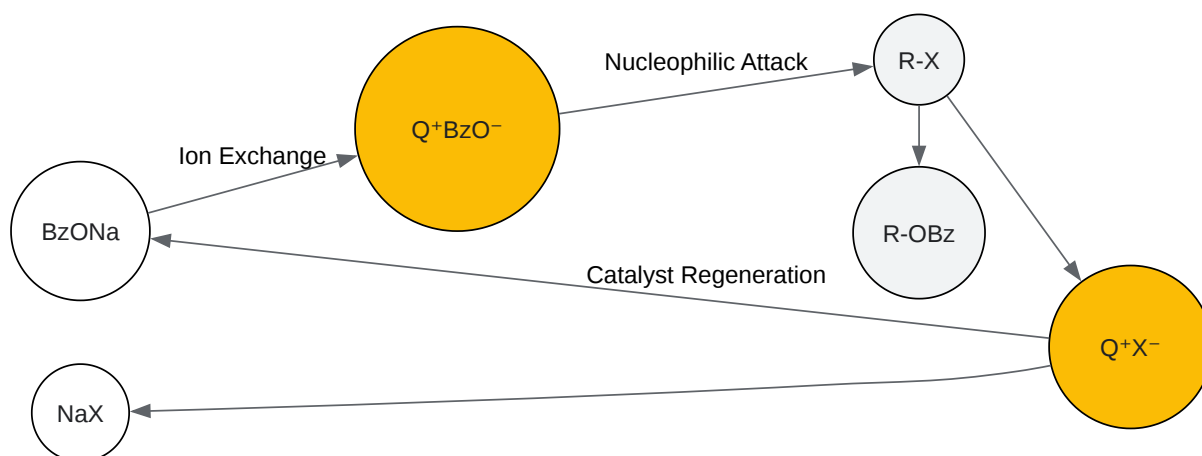 Nucleophilic Attack
R-X
Q⁺BzO⁻
Ion Exchange
BzONa
R-OBz
Catalyst Regeneration
Q⁺X⁻
NaX